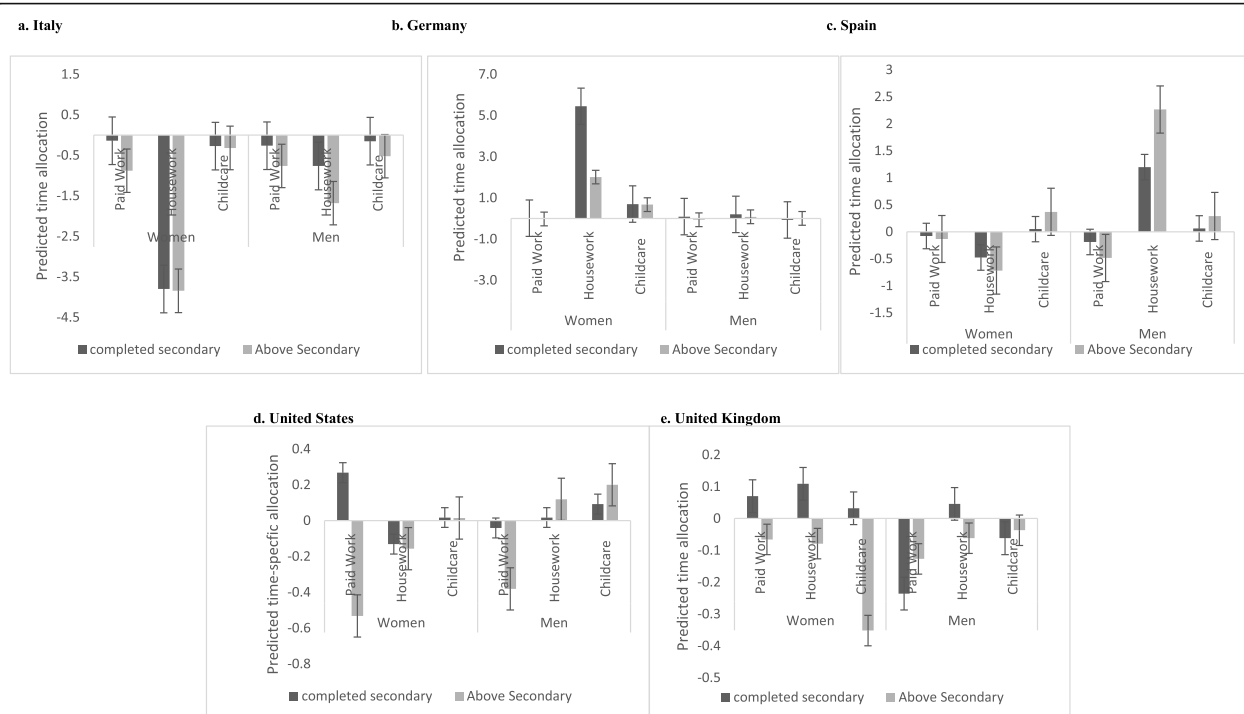 a. Italy
b. Germany
c. Spain
Predicted time allocation
1.5
0.5
-0.5
-1.5
-2.5
-3.5
-4.5
Paid Work
Housework
Childcare
Paid Work
Housework
Childcare
Women
Men
completed secondary
Above Secondary
Predicted time allocation
7.0
5.0
3.0
1.0
-1.0
-3.0
Paid Work
Housework
Childcare
Paid Work
Housework
Childcare
Women
Men
completed secondary
Above Secondary
Predicted time allocation
3
2.5
2
1.5
1
0.5
0
-0.5
-1
-1.5
Paid Work
Housework
Childcare
Paid Work
Housework
Childcare
Women
Men
completed secondary
Above Secondary
d. United States
e. United Kingdom
Predicted time-specfic allocation
0.4
0.2
0
-0.2
-0.4
-0.6
-0.8
Paid Work
Housework
Childcare
Paid Work
Housework
Childcare
Women
Men
completed secondary
Above Secondary
Predicted time allocation
0.2
0.1
0
-0.1
-0.2
-0.3
-0.4
-0.5
Paid Work
Housework
Childcare
Paid Work
Housework
Childcare
Women
Men
completed secondary
Above Secondary